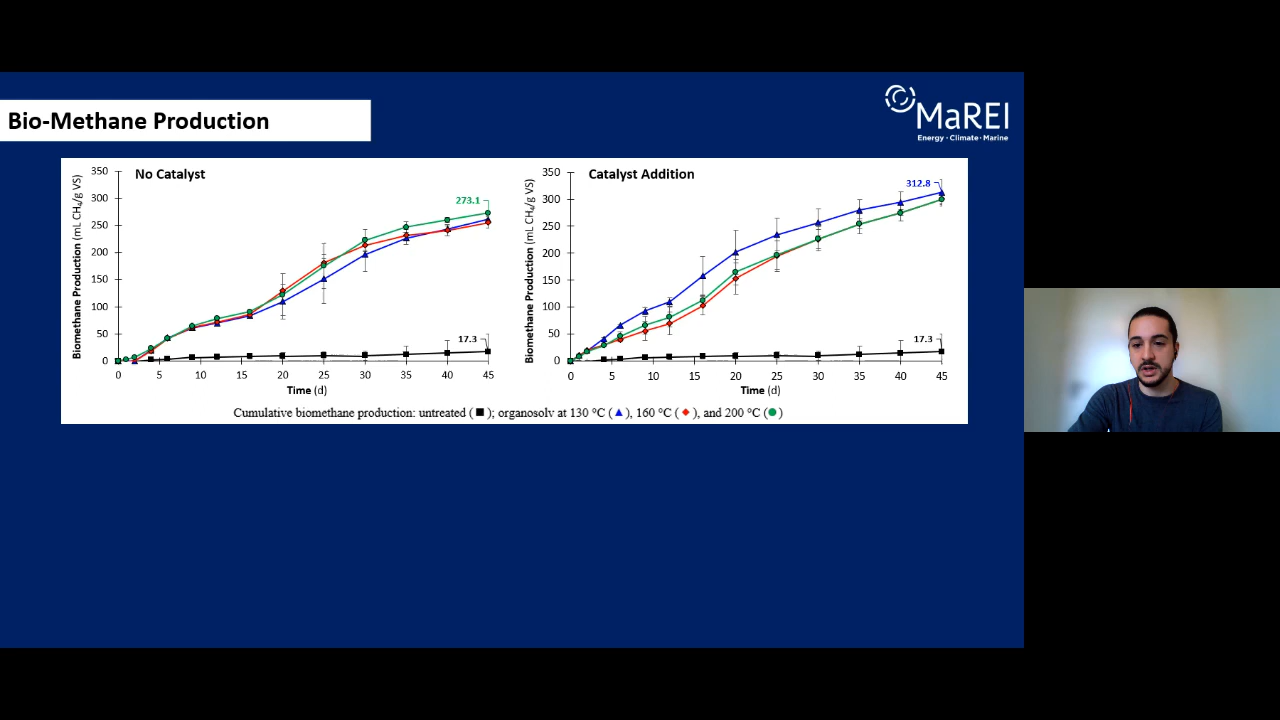 Bio-Methane Production
MaREI
Energy · Climate · Marine
No Catalyst
Biomethane Production (mL CH₄/g VS)
350
300
250
200
150
100
50
0
273.1
17.3
0 5 10 15 20 25 30 35 40 45
Time (d)
Catalyst Addition
Biomethane Production (mL CH₄/g VS)
350
300
250
200
150
100
50
0
312.8
17.3
0 5 10 15 20 25 30 35 40 45
Time (d)
Cumulative biomethane production: untreated (■); organosolv at 130 °C (▲), 160 °C (♦), and 200 °C (●)